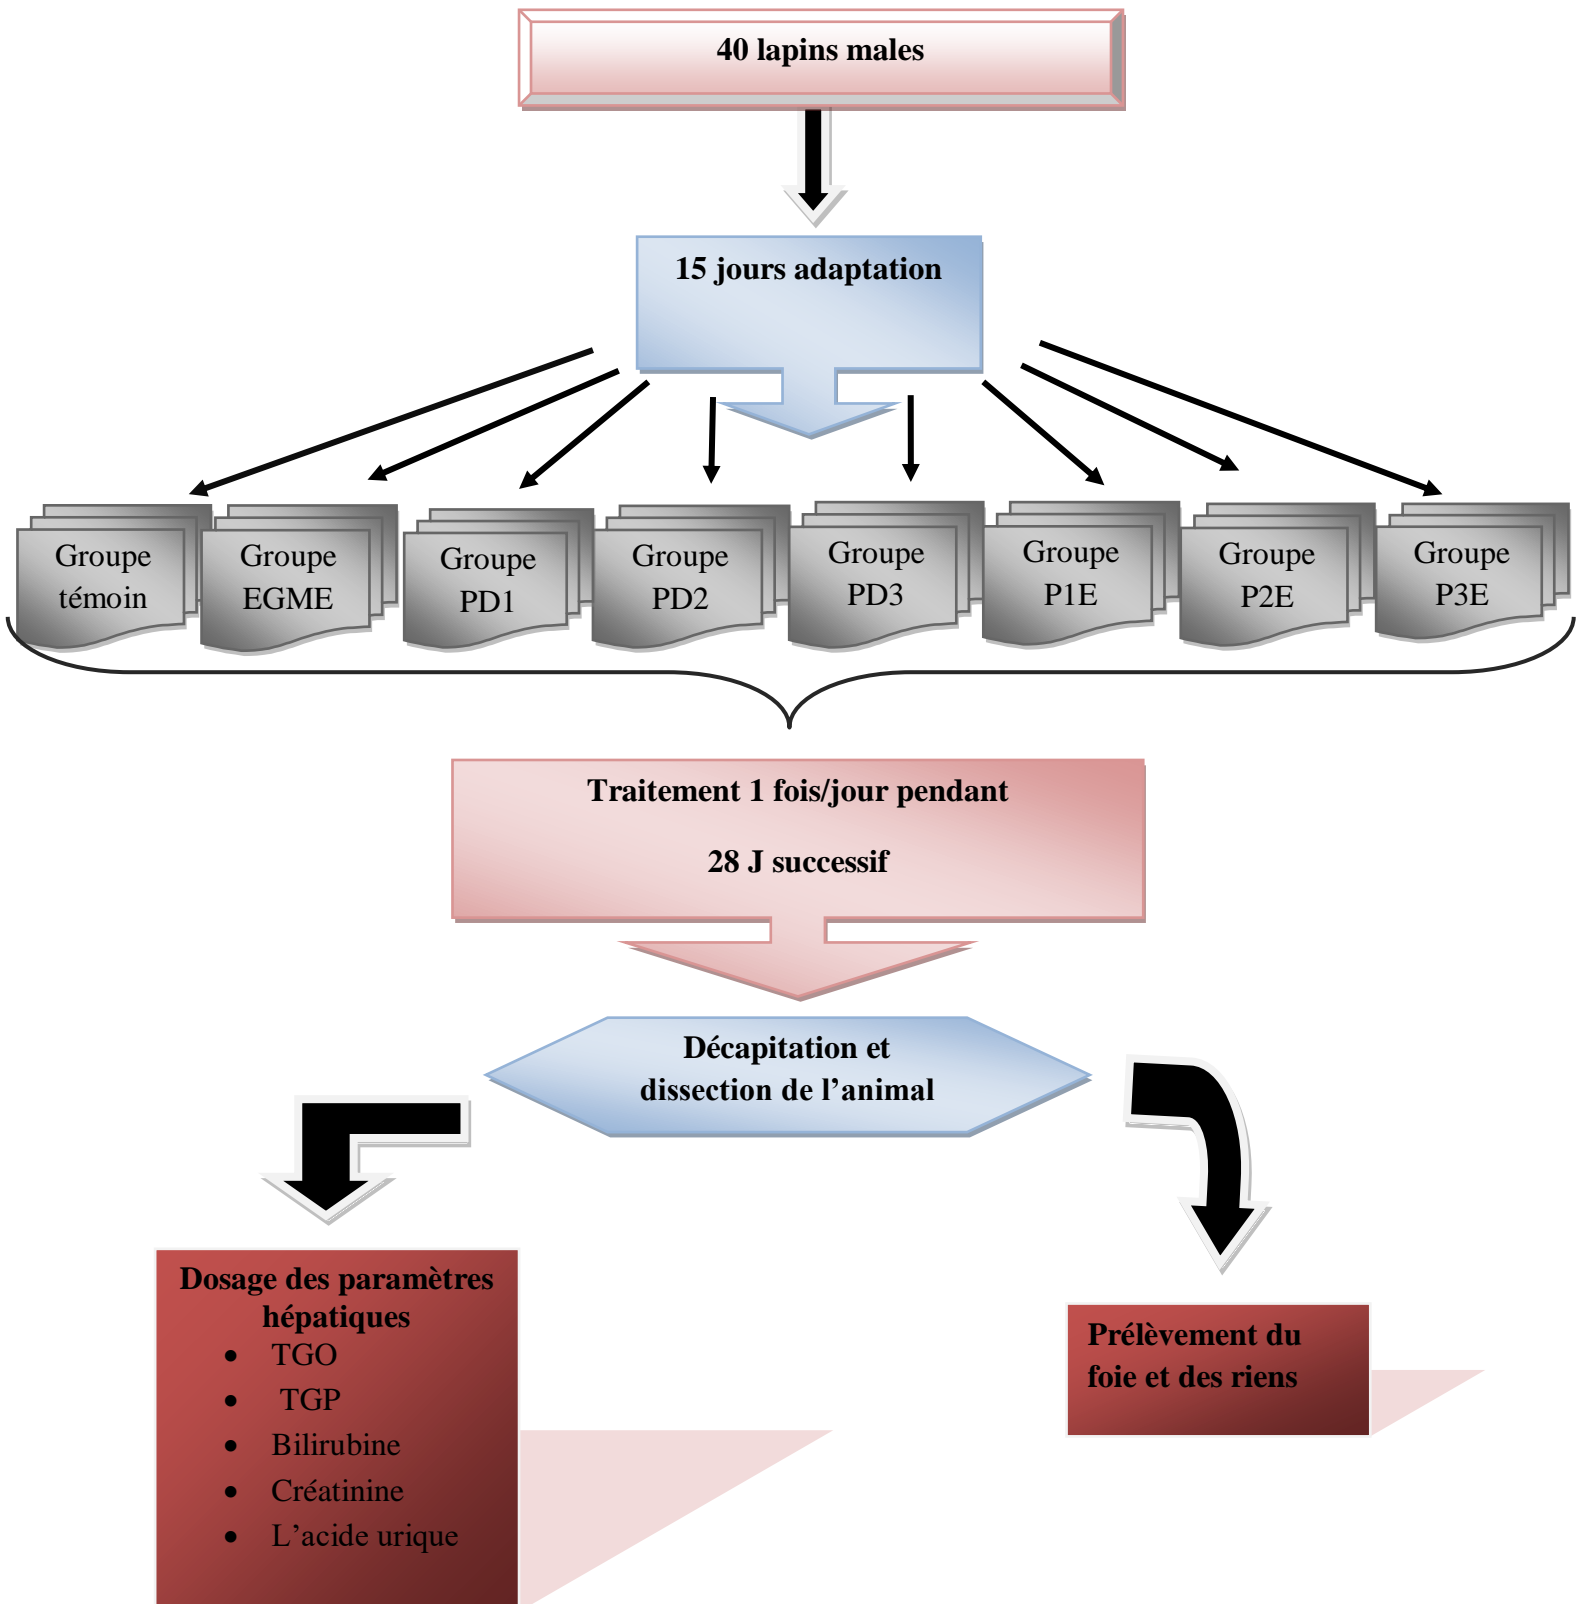 40 lapins males
15 jours adaptation
Groupe
témoin
Groupe
EGME
Groupe
PD1
Groupe
PD2
Groupe
PD3
Groupe
P1E
Groupe
P2E
Groupe
P3E
Traitement 1 fois/jour pendant
28 J successif
Décapitation et
dissection de l’animal
Dosage des paramètres
hépatiques
• TGO
• TGP
• Bilirubine
• Créatinine
• L’acide urique
Prélèvement du
foie et des riens